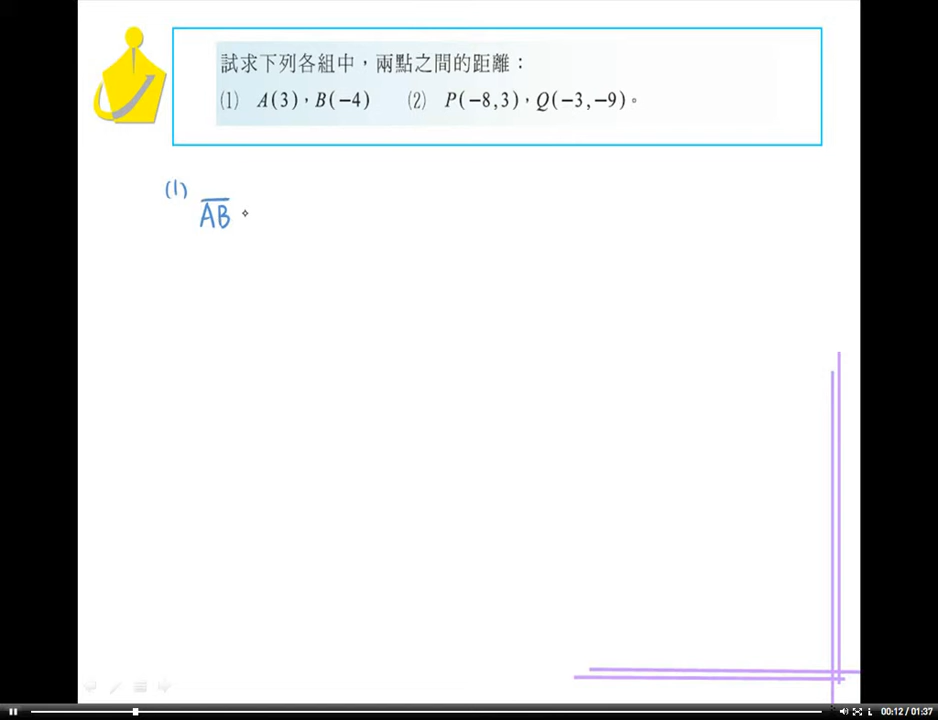 試求下列各組中，兩點之間的距離：
(1) A(3)，B(−4) (2) P(−8,3)，Q(−3,−9)。
(1)
A̅B̅
00:12 / 01:37